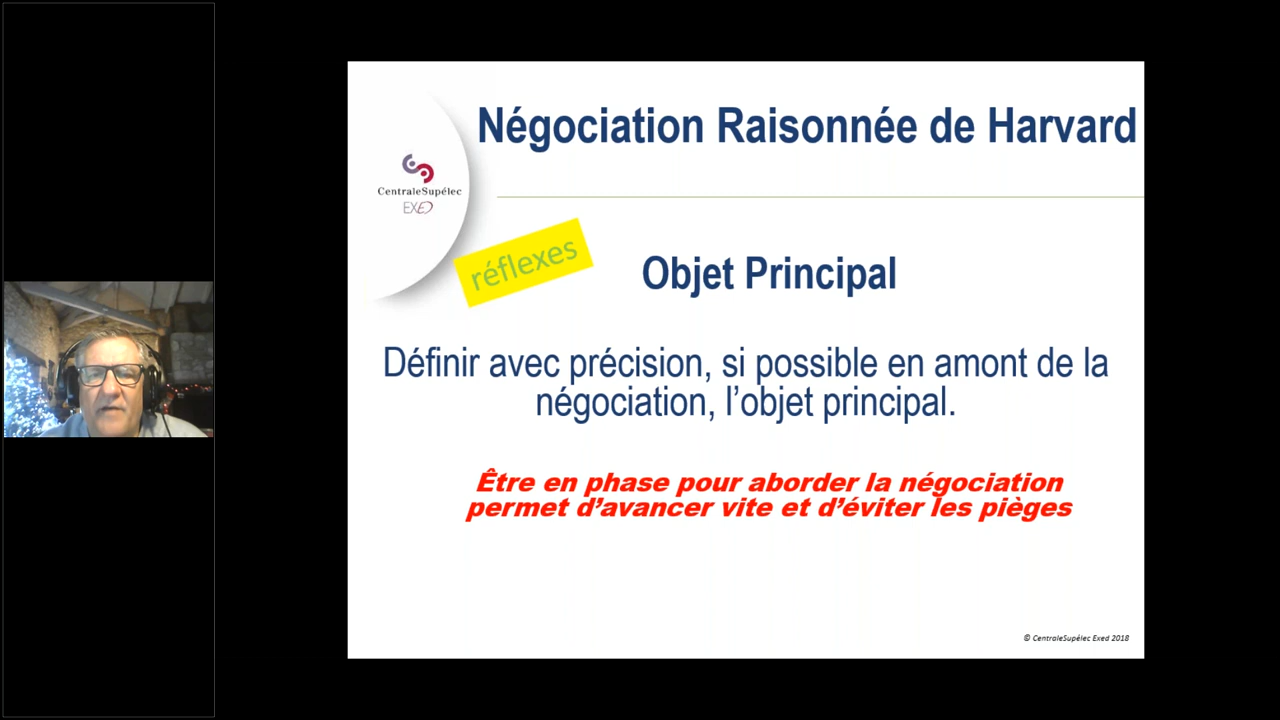 Négociation Raisonnée de Harvard
CentraleSupélec
EXED
réflexes
Objet Principal
Définir avec précision, si possible en amont de la
négociation, l’objet principal.
Être en phase pour aborder la négociation
permet d’avancer vite et d’éviter les pièges
© CentraleSupélec Exed 2018